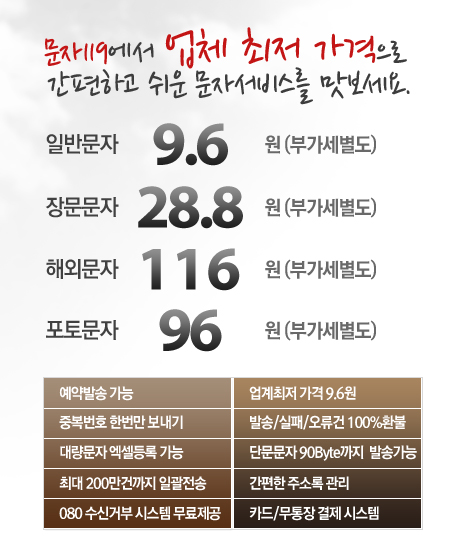 문자119에서 업체 최저 가격으로
간편하고 쉬운 문자서비스를 맛보세요.
일반문자 9.6 원 (부가세별도)
장문문자 28.8 원 (부가세별도)
해외문자 116 원 (부가세별도)
포토문자 96 원 (부가세별도)
예약발송 가능 업계최저 가격 9.6원
중복번호 한번만 보내기 발송/실패/오류건 100%환불
대량문자 엑셀등록 가능 단문문자 90Byte까지 발송가능
최대 200만건까지 일괄전송 간편한 주소록 관리
080 수신거부 시스템 무료제공 카드/무통장 결제 시스템